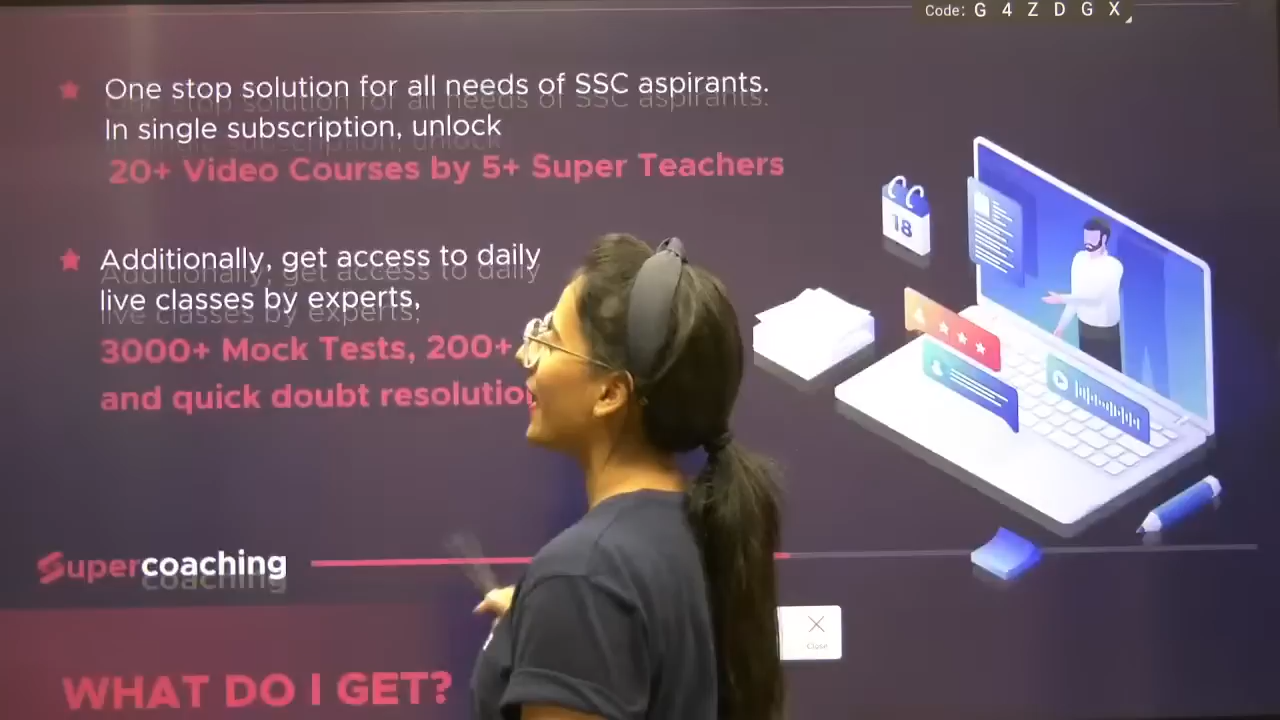 Code: G 4 Z D G X
One stop solution for all needs of SSC aspirants.
In single subscription, unlock
20+ Video Courses by 5+ Super Teachers
Additionally, get access to daily
live classes by experts,
3000+ Mock Tests, 200+
and quick doubt resolutio
18
Supercoaching
Close
WHAT DO I GET?